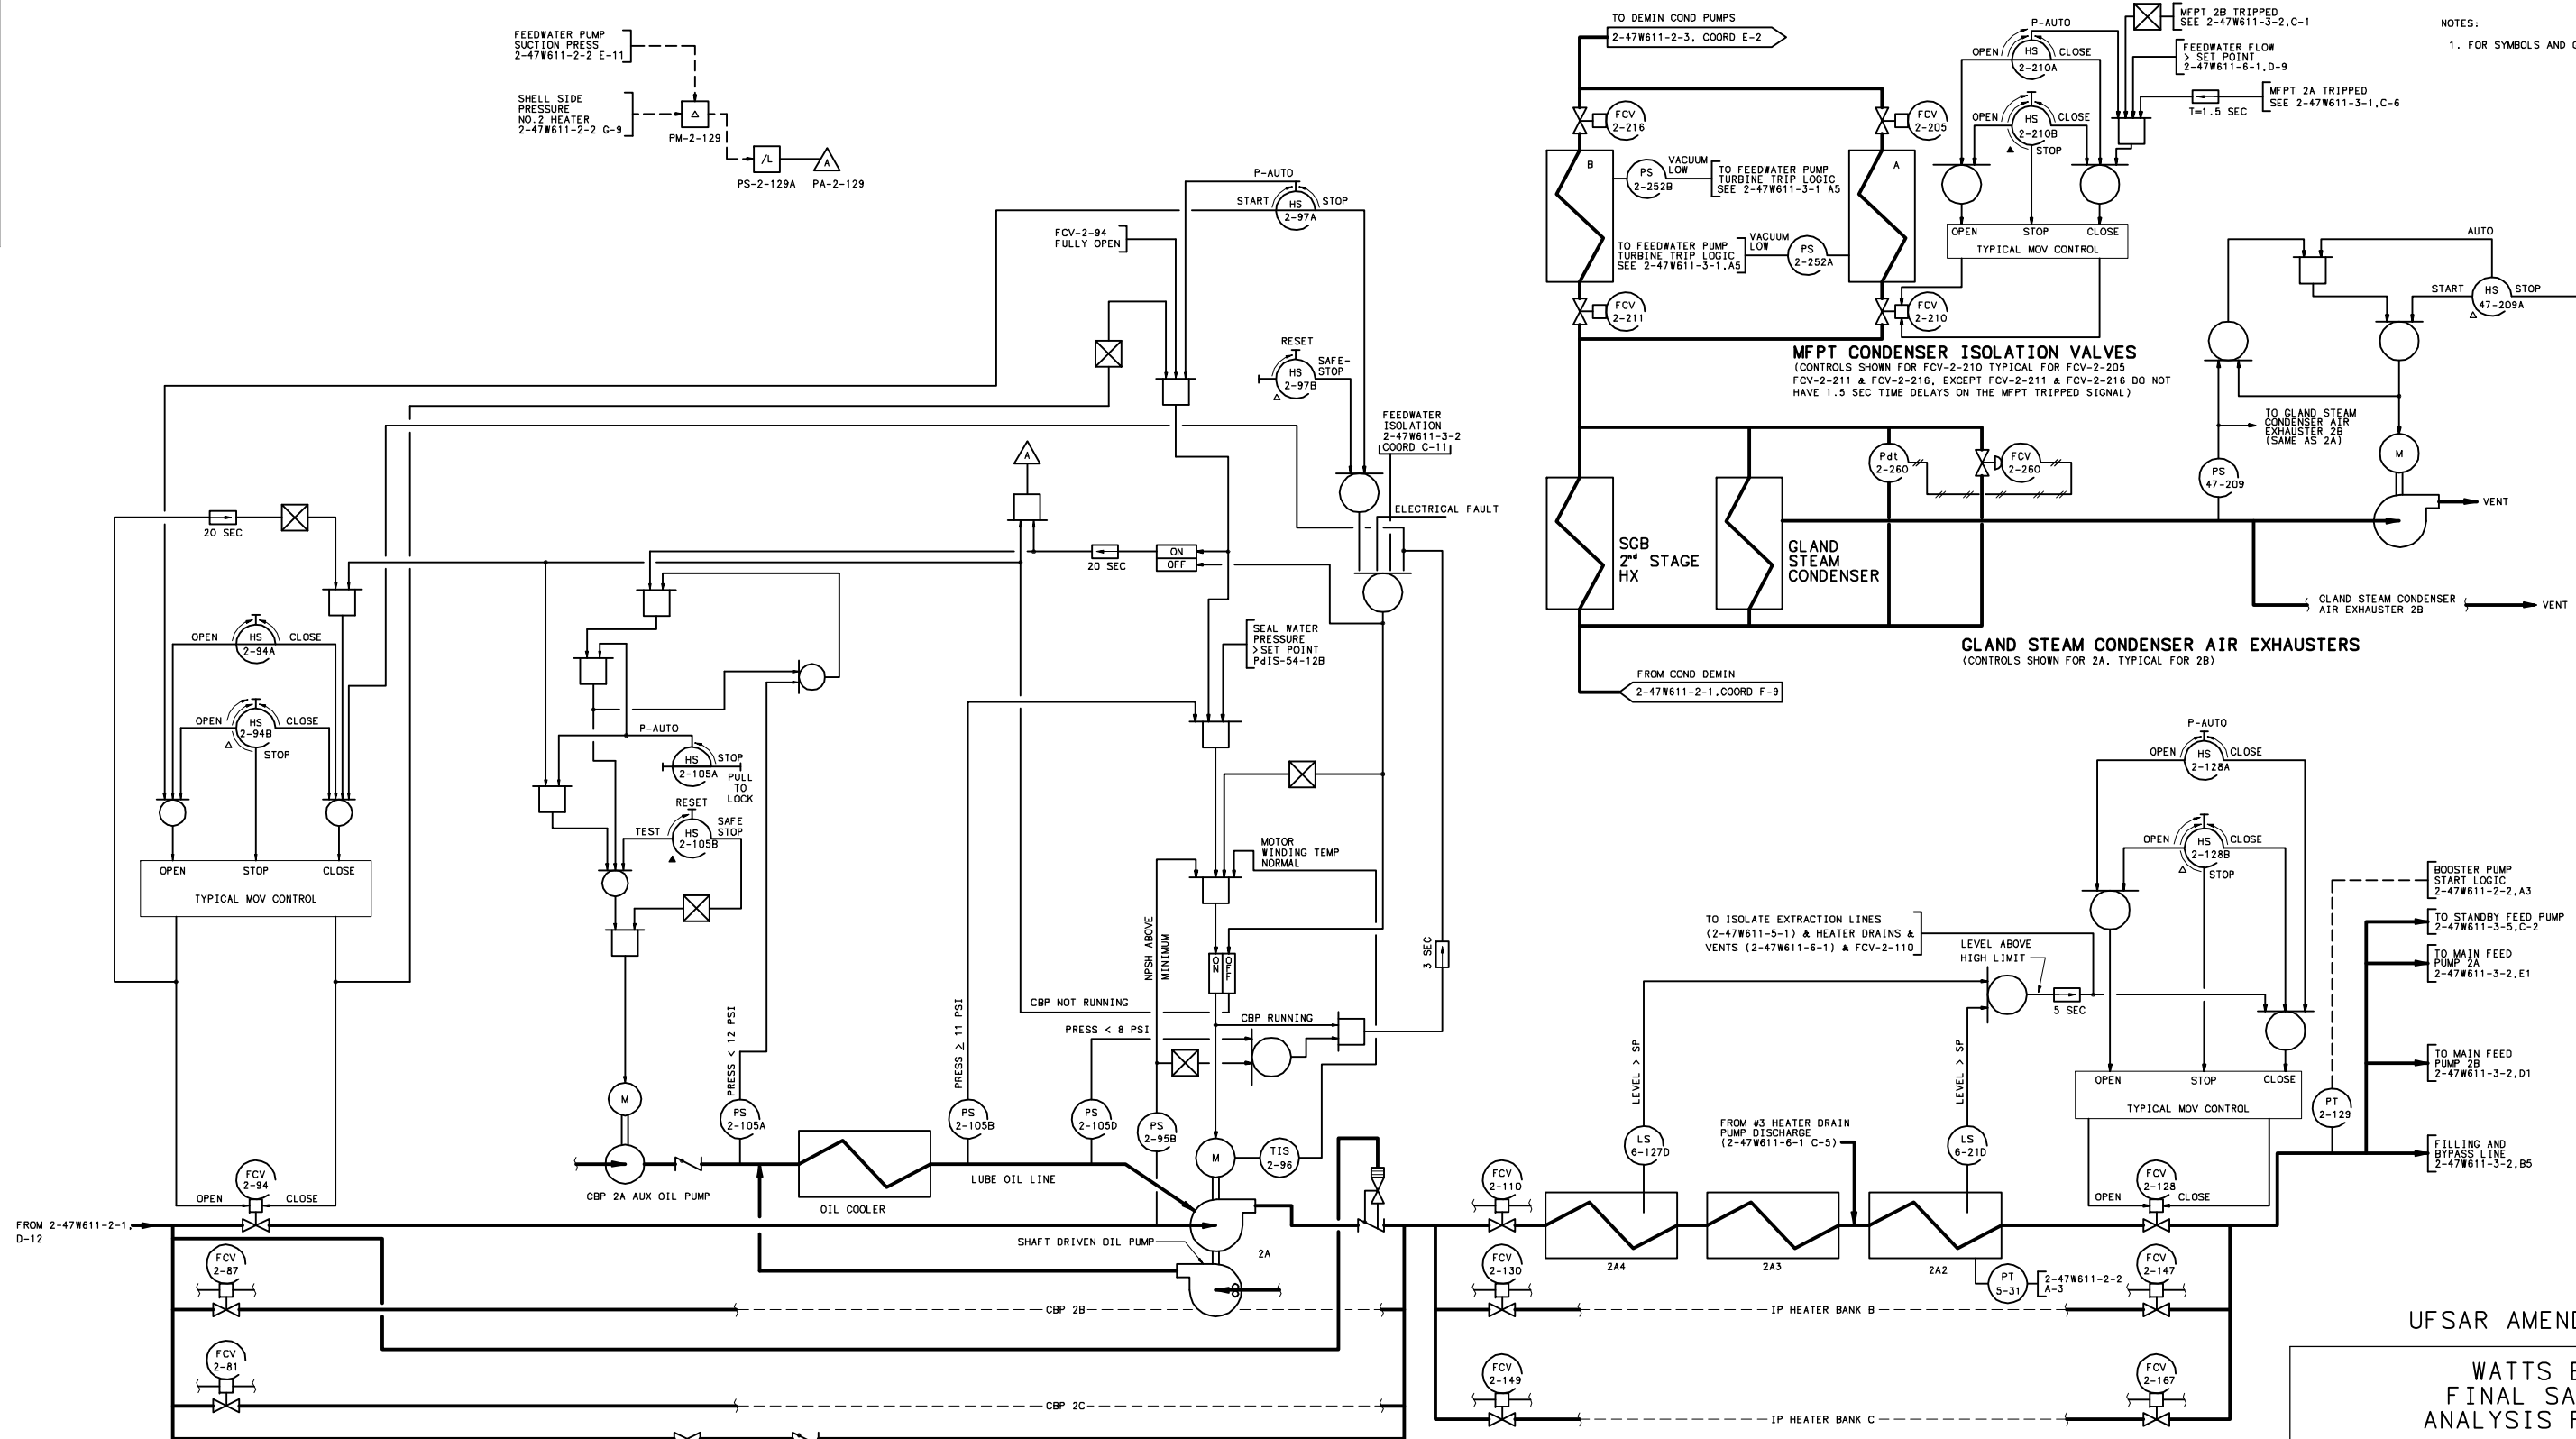 FEEDWATER PUMP
SUCTION PRESS
2-47W611-2-2 E-11
SHELL SIDE
PRESSURE
NO.2 HEATER
2-47W611-2-2 G-9
△
PM-2-129
/L
A
PS-2-129A PA-2-129
TO DEMIN COND PUMPS
2-47W611-2-3, COORD E-2
FCV
2-216
FCV
2-205
B
A
PS
2-252B
VACUUM
LOW
TO FEEDWATER PUMP
TURBINE TRIP LOGIC
SEE 2-47W611-3-1 A5
TO FEEDWATER PUMP
TURBINE TRIP LOGIC
SEE 2-47W611-3-1,A5
VACUUM
LOW
PS
2-252A
FCV
2-211
FCV
2-210
P-AUTO
OPEN HS CLOSE
2-210A
OPEN HS CLOSE
2-210B
STOP
OPEN STOP CLOSE
TYPICAL MOV CONTROL
MFPT 2B TRIPPED
SEE 2-47W611-3-2,C-1
FEEDWATER FLOW
> SET POINT
2-47W611-6-1,D-9
MFPT 2A TRIPPED
SEE 2-47W611-3-1,C-6
T=1.5 SEC
NOTES:
1. FOR SYMBOLS AND
MFPT CONDENSER ISOLATION VALVES
(CONTROLS SHOWN FOR FCV-2-210 TYPICAL FOR FCV-2-205
FCV-2-211 & FCV-2-216, EXCEPT FCV-2-211 & FCV-2-216 DO NOT
HAVE 1.5 SEC TIME DELAYS ON THE MFPT TRIPPED SIGNAL)
AUTO
START HS STOP
47-209A
TO GLAND STEAM
CONDENSER AIR
EXHAUSTER 2B
(SAME AS 2A)
PS
47-209
M
VENT
Pdt
2-260
FCV
2-260
SGB
2nd STAGE
HX
GLAND
STEAM
CONDENSER
GLAND STEAM CONDENSER
AIR EXHAUSTER 2B
VENT
GLAND STEAM CONDENSER AIR EXHAUSTERS
(CONTROLS SHOWN FOR 2A, TYPICAL FOR 2B)
FROM COND DEMIN
2-47W611-2-1,COORD F-9
P-AUTO
START HS STOP
2-97A
FCV-2-94
FULLY OPEN
RESET
HS
2-97B
SAFE-
STOP
FEEDWATER
ISOLATION
2-47W611-3-2
COORD C-11
ELECTRICAL FAULT
A
20 SEC
ON
OFF
20 SEC
OPEN HS CLOSE
2-94A
OPEN HS CLOSE
2-94B
STOP
OPEN STOP CLOSE
TYPICAL MOV CONTROL
P-AUTO
HS
2-105A
STOP
PULL
TO
LOCK
RESET
TEST HS
2-105B
SAFE
STOP
SEAL WATER
PRESSURE
>SET POINT
PdIS-54-12B
MOTOR
WINDING TEMP
NORMAL
NPSH ABOVE
MINIMUM
ON
OFF
3 SEC
CBP NOT RUNNING
CBP RUNNING
PRESS < 8 PSI
PRESS < 12 PSI
PRESS ≥ 11 PSI
M
PS
2-105A
PS
2-105B
PS
2-105D
PS
2-95B
M
TIS
2-96
FCV
2-94
OPEN CLOSE
CBP 2A AUX OIL PUMP
OIL COOLER
LUBE OIL LINE
SHAFT DRIVEN OIL PUMP
2A
FROM 2-47W611-2-1,
D-12
FCV
2-87
CBP 2B
FCV
2-81
CBP 2C
P-AUTO
OPEN HS CLOSE
2-128A
OPEN HS CLOSE
2-128B
STOP
TO ISOLATE EXTRACTION LINES
(2-47W611-5-1) & HEATER DRAINS &
VENTS (2-47W611-6-1) & FCV-2-110
LEVEL ABOVE
HIGH LIMIT
5 SEC
LEVEL > SP
LEVEL > SP
OPEN STOP CLOSE
TYPICAL MOV CONTROL
FROM #3 HEATER DRAIN
PUMP DISCHARGE
(2-47W611-6-1 C-5)
LS
6-127D
LS
6-21D
FCV
2-110
FCV
2-128
OPEN CLOSE
2A4
2A3
2A2
PT
5-31
2-47W611-2-2
A-3
FCV
2-130
IP HEATER BANK B
FCV
2-147
FCV
2-149
IP HEATER BANK C
FCV
2-167
BOOSTER PUMP
START LOGIC
2-47W611-2-2,A3
TO STANDBY FEED PUMP
2-47W611-3-5,C-2
TO MAIN FEED
PUMP 2A
2-47W611-3-2,E1
TO MAIN FEED
PUMP 2B
2-47W611-3-2,D1
PT
2-129
FILLING AND
BYPASS LINE
2-47W611-3-2,B5
UFSAR AMEND
WATTS B
FINAL SA
ANALYSIS